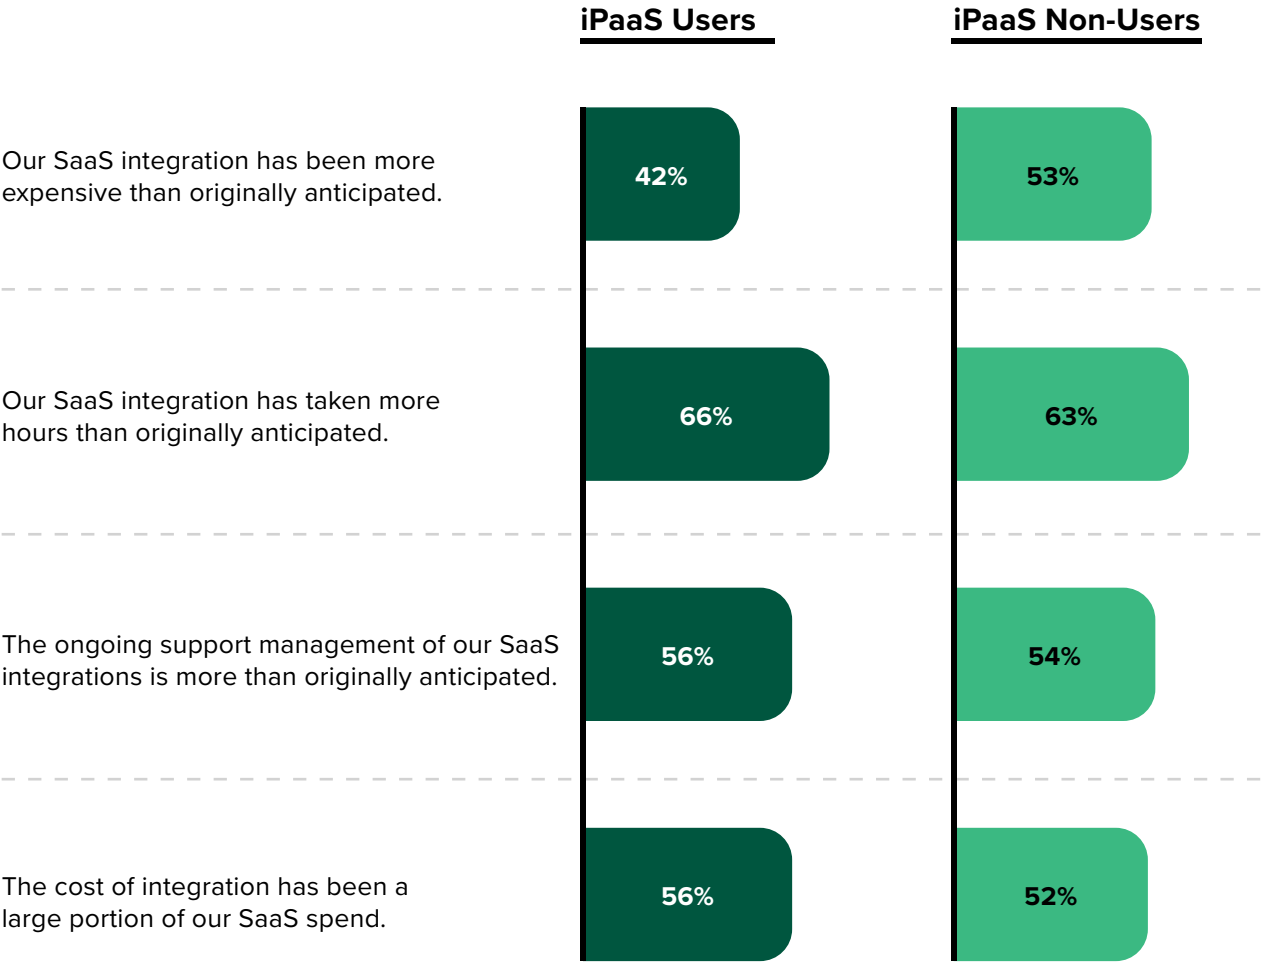 iPaaS Users
iPaaS Non-Users
Our SaaS integration has been more
expensive than originally anticipated.
42%
53%
Our SaaS integration has taken more
hours than originally anticipated.
66%
63%
The ongoing support management of our SaaS
integrations is more than originally anticipated.
56%
54%
The cost of integration has been a
large portion of our SaaS spend.
56%
52%